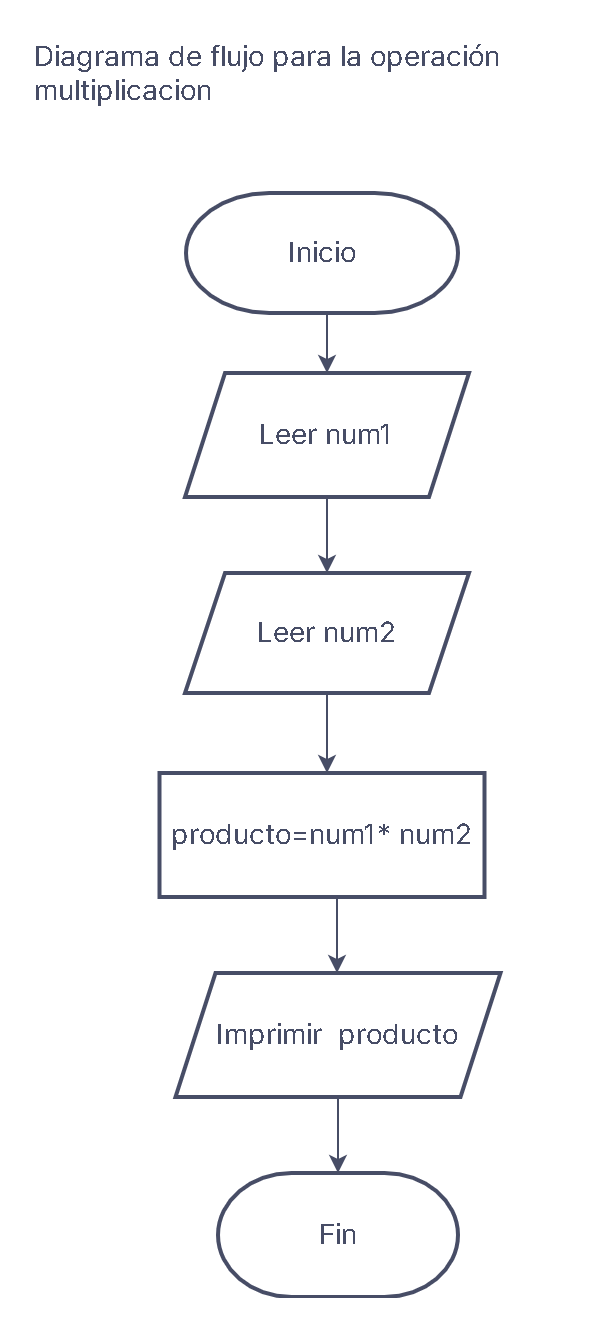 Diagrama de flujo para la operación
multiplicacion
Inicio
Leer num1
Leer num2
producto=num1* num2
Imprimir  producto
Fin